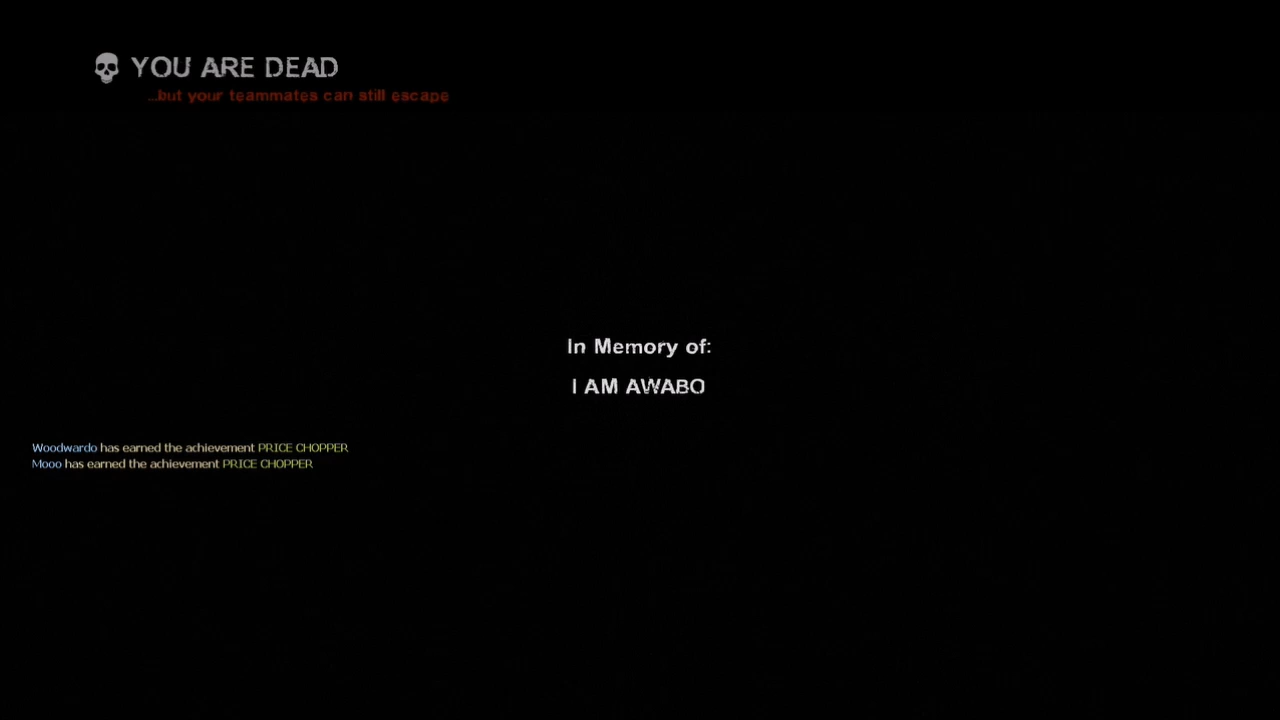 YOU ARE DEAD
...but your teammates can still escape
In Memory of:
I AM AWABO
Woodwardo has earned the achievement PRICE CHOPPER
Mooo has earned the achievement PRICE CHOPPER